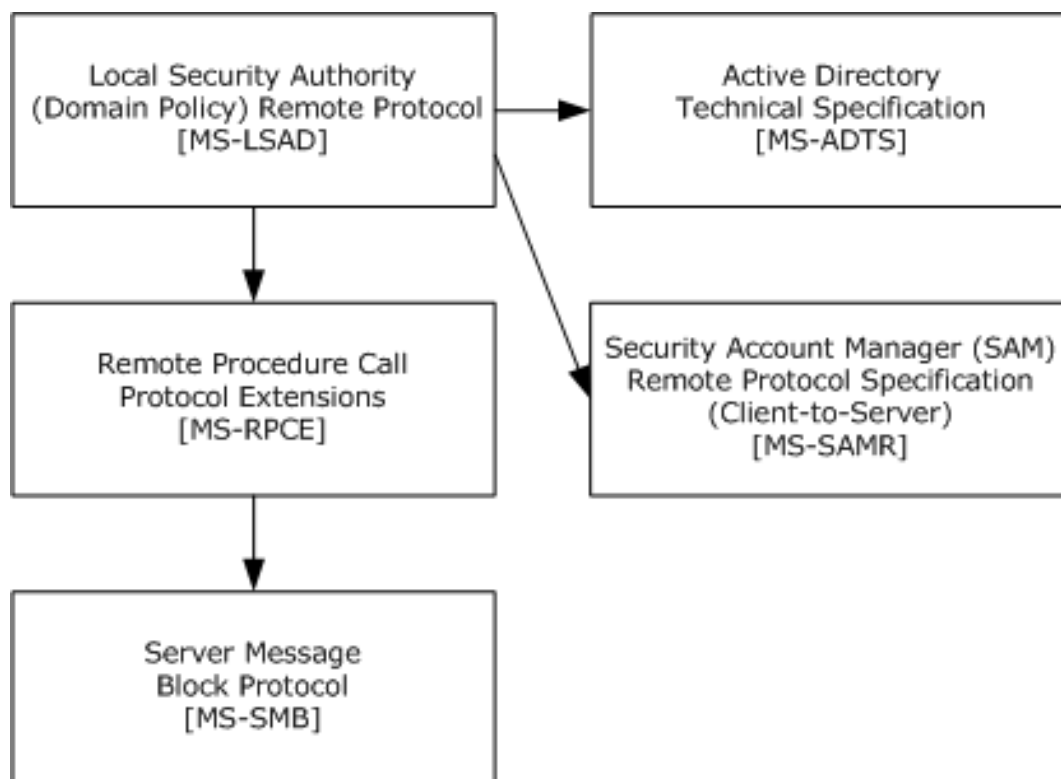 Local Security Authority
(Domain Policy) Remote Protocol
[MS-LSAD]
Active Directory
Technical Specification
[MS-ADTS]
Remote Procedure Call
Protocol Extensions
[MS-RPCE]
Security Account Manager (SAM)
Remote Protocol Specification
(Client-to-Server)
[MS-SAMR]
Server Message
Block Protocol
[MS-SMB]